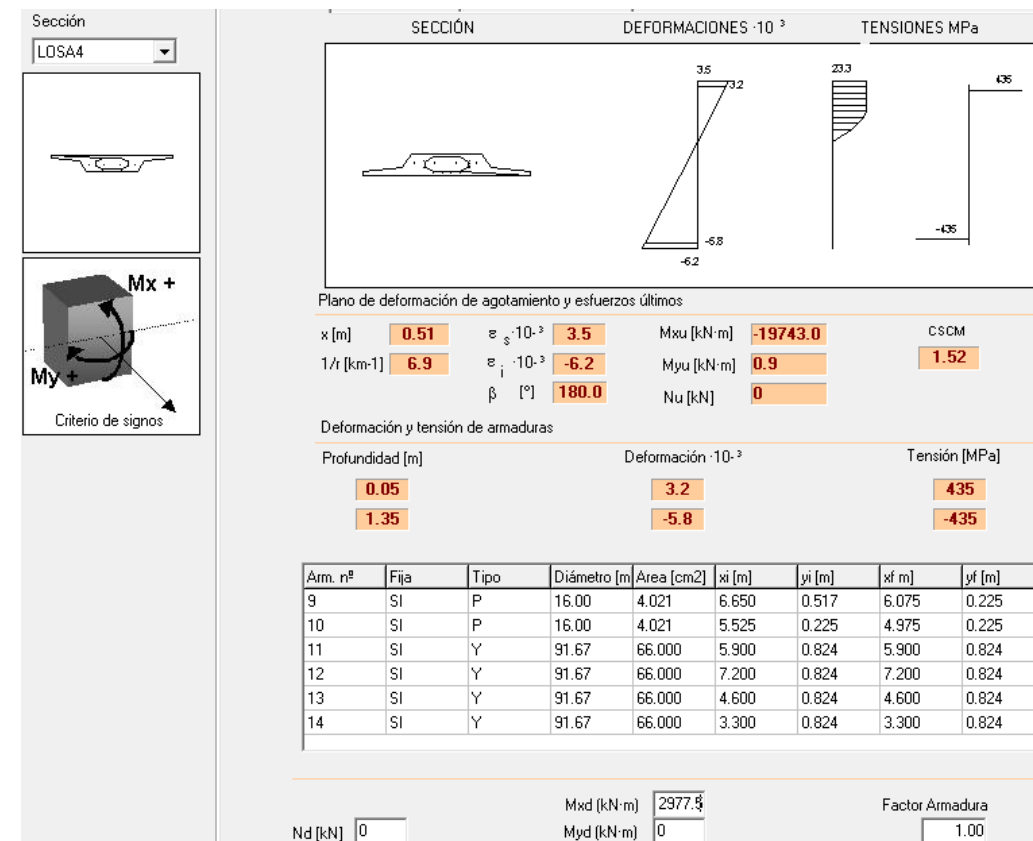 Sección
LOSA4
Mx +
My +
Criterio de signos
SECCIÓN DEFORMACIONES ·10 3 TENSIONES MPa
3.5
3.2
-5.8
-6.2
23.3
435
-435
Plano de deformación de agotamiento y esfuerzos últimos
x [m] 0.51 ε s ·10-³ 3.5 Mxu [kN·m] -19743.0 CSCM
1/r [km-1] 6.9 ε i ·10-³ -6.2 Myu [kN·m] 0.9 1.52
β [º] 180.0 Nu [kN] 0
Deformación y tensión de armaduras
Profundidad [m] Deformación ·10-³ Tensión [MPa]
0.05 3.2 435
1.35 -5.8 -435
Arm. nº Fija Tipo Diámetro [m Area [cm2] xi [m] yi [m] xf m] yf [m]
9 SI P 16.00 4.021 6.650 0.517 6.075 0.225
10 SI P 16.00 4.021 5.525 0.225 4.975 0.225
11 SI Y 91.67 66.000 5.900 0.824 5.900 0.824
12 SI Y 91.67 66.000 7.200 0.824 7.200 0.824
13 SI Y 91.67 66.000 4.600 0.824 4.600 0.824
14 SI Y 91.67 66.000 3.300 0.824 3.300 0.824
Mxd (kN·m) Factor Armadura
Nd [kN] 0 Myd (kN·m) 0 1.00